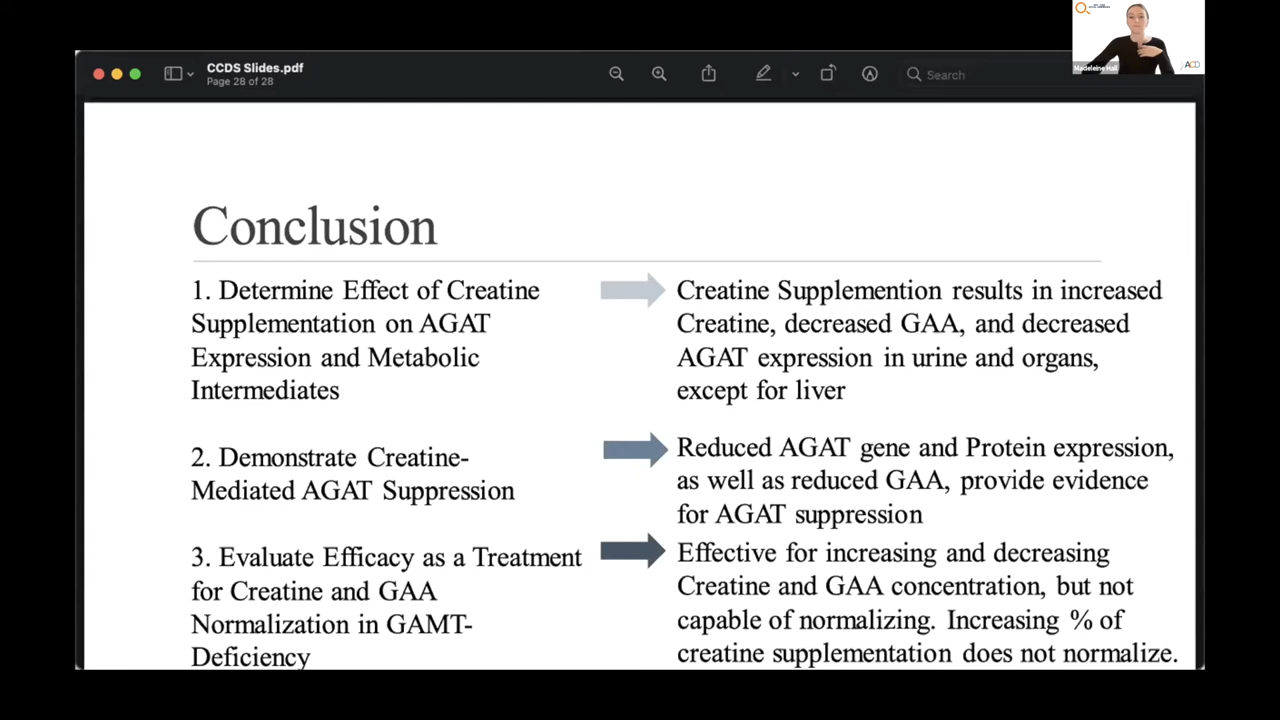 CCDS Slides.pdf
Page 28 of 28
Search
Madeleine Hall
ACD
Conclusion
1. Determine Effect of Creatine
Supplementation on AGAT
Expression and Metabolic
Intermediates
Creatine Supplemention results in increased
Creatine, decreased GAA, and decreased
AGAT expression in urine and organs,
except for liver
2. Demonstrate Creatine-
Mediated AGAT Suppression
Reduced AGAT gene and Protein expression,
as well as reduced GAA, provide evidence
for AGAT suppression
3. Evaluate Efficacy as a Treatment
for Creatine and GAA
Normalization in GAMT-
Deficiency
Effective for increasing and decreasing
Creatine and GAA concentration, but not
capable of normalizing. Increasing % of
creatine supplementation does not normalize.